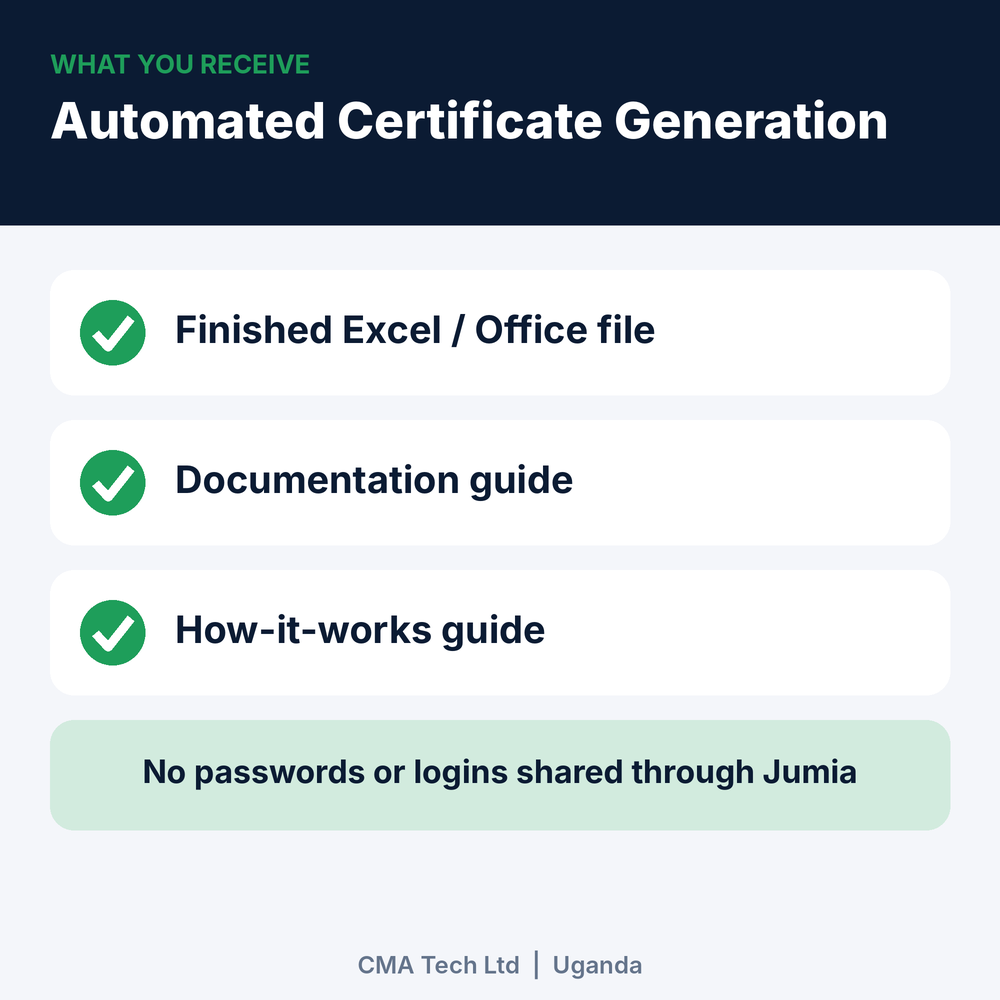 WHAT YOU RECEIVE
Automated Certificate Generation
Finished Excel / Office file
Documentation guide
How-it-works guide
No passwords or logins shared through Jumia
CMA Tech Ltd | Uganda